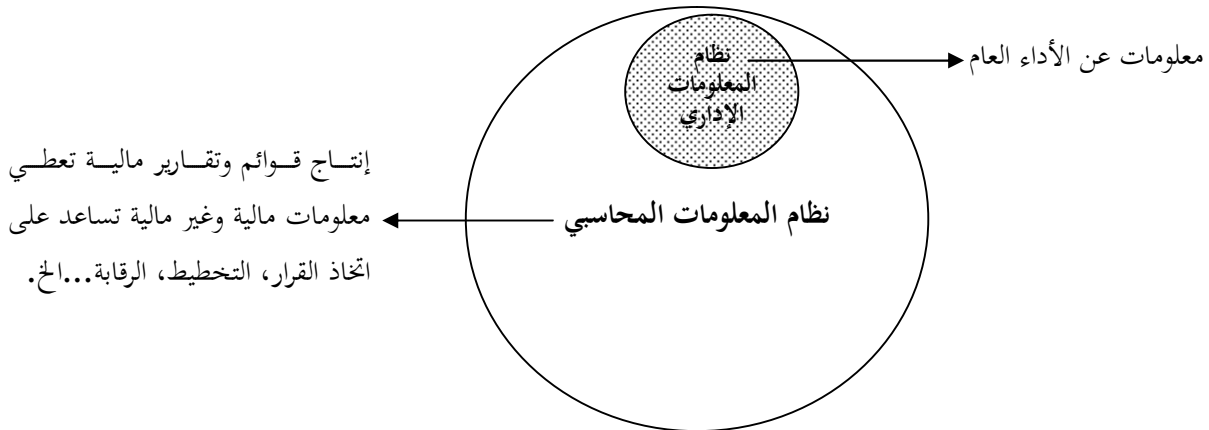 معلومات عن الأداء العام
نظام
المعلومات
الإداري
نظام المعلومات المحاسبي
إنتاج قوائم وتقارير مالية تعطي
معلومات مالية وغير مالية تساعد على
اتخاذ القرار، التخطيط، الرقابة...الخ.